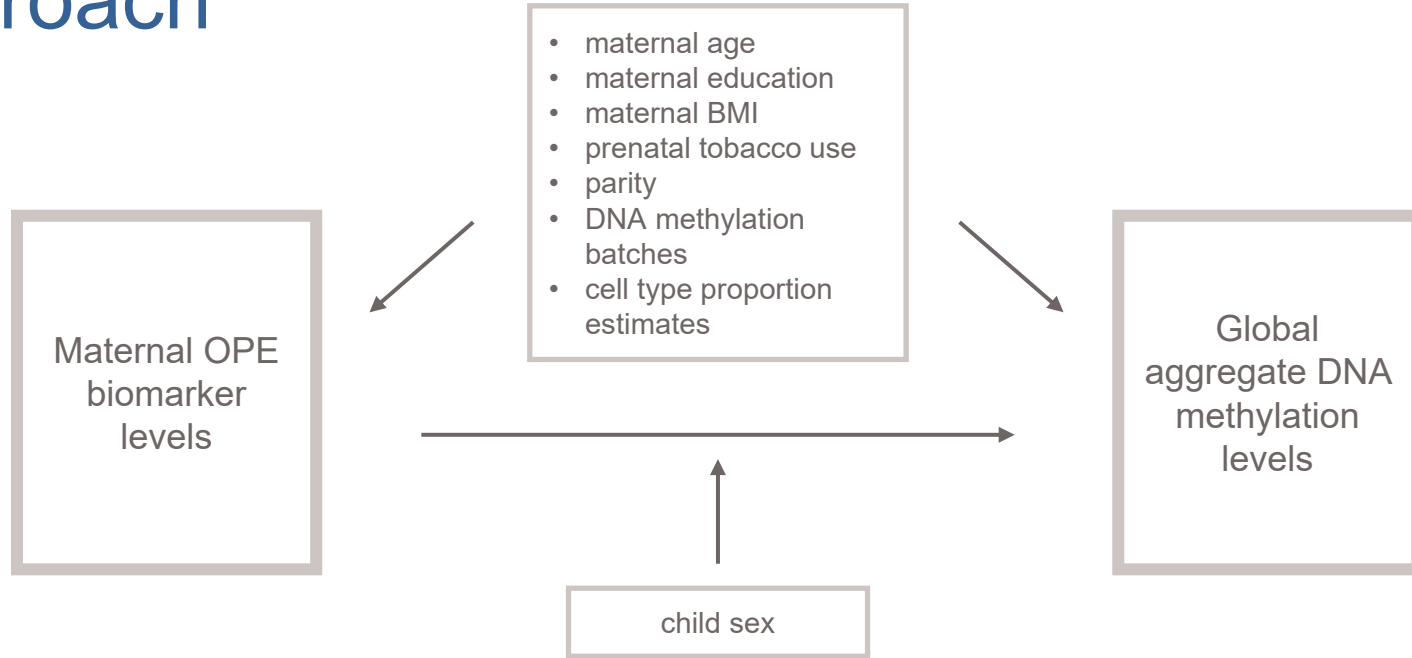 roach
• maternal age
• maternal education
• maternal BMI
• prenatal tobacco use
• parity
• DNA methylation
batches
• cell type proportion
estimates
Maternal OPE
biomarker
levels
Global
aggregate DNA
methylation
levels
child sex